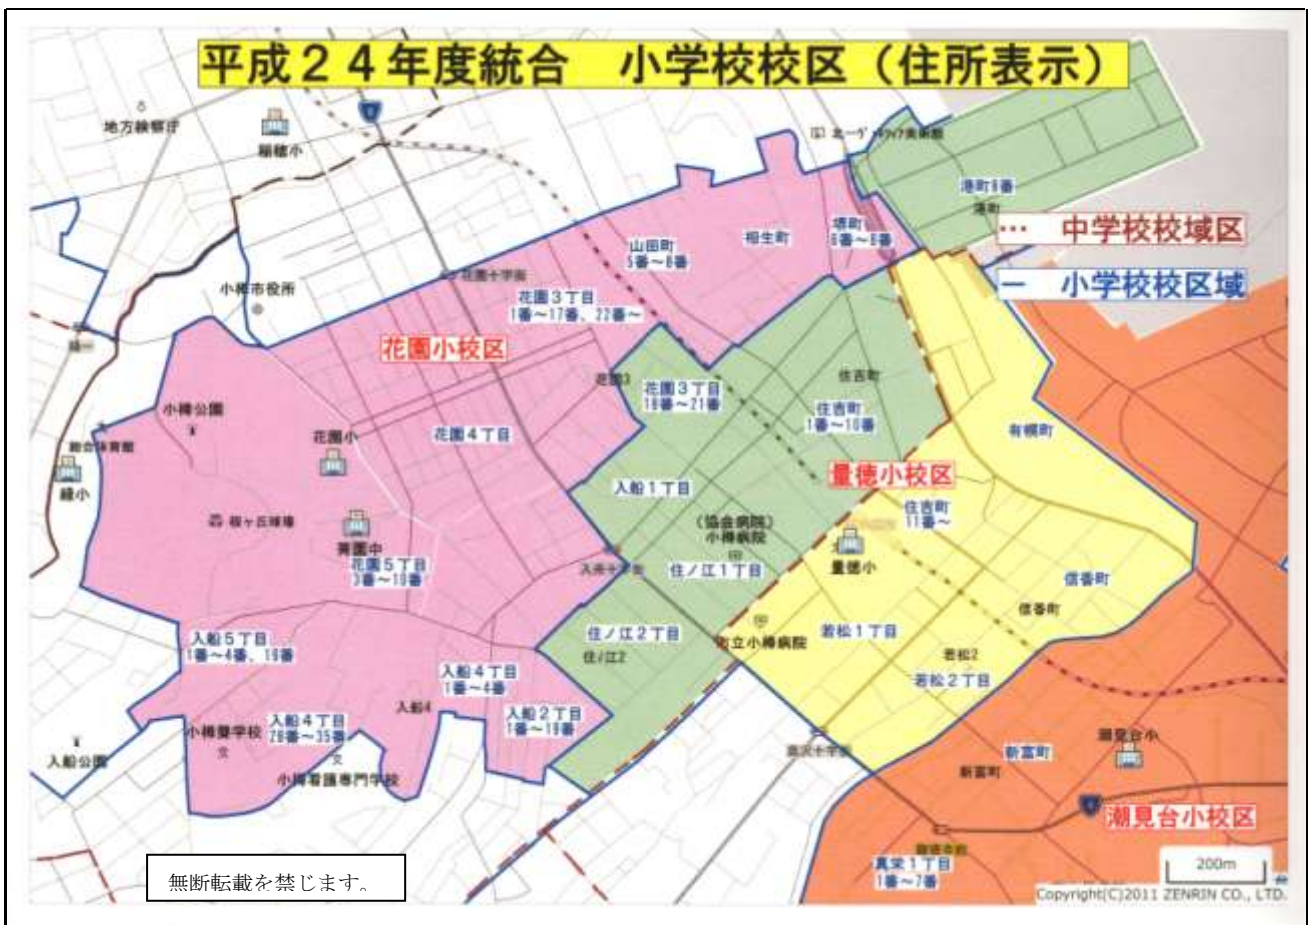 平成２４年度統合　小学校校区（住所表示）
地方検察庁
稲穂小
港町8番
港町
… 中学校校域区
― 小学校校区域
堺町
6番～8番
相生町
山田町
5番～8番
花園十字街
小樽市役所
花園３丁目
1番～17番、22番～
花園小校区
花園3
花園３丁目
18番～21番
住吉町
住吉町
1番～10番
有幌町
小樽公園
花園小
花園４丁目
総合体育館
緑小
量徳小校区
入船１丁目
住吉町
11番～
桜ヶ丘球場
菁園中
花園５丁目
3番～10番
（協会病院）
小樽病院
量徳小
入船十字街
住ノ江１丁目
信香町
信香町
住ノ江２丁目
住ノ江2
市立小樽病院
若松１丁目
若松2
若松２丁目
入船５丁目
1番～4番、19番
入船４丁目
1番～4番
入船4
入船２丁目
1番～19番
小樽聾学校
入船４丁目
28番～35番
小樽看護専門学校
入船公園
潮見台小
新富町
新富町
潮見台小校区
真栄１丁目
1番～7番
無断転載を禁じます。
200m
Copyright(C)2011 ZENRIN CO., LTD.